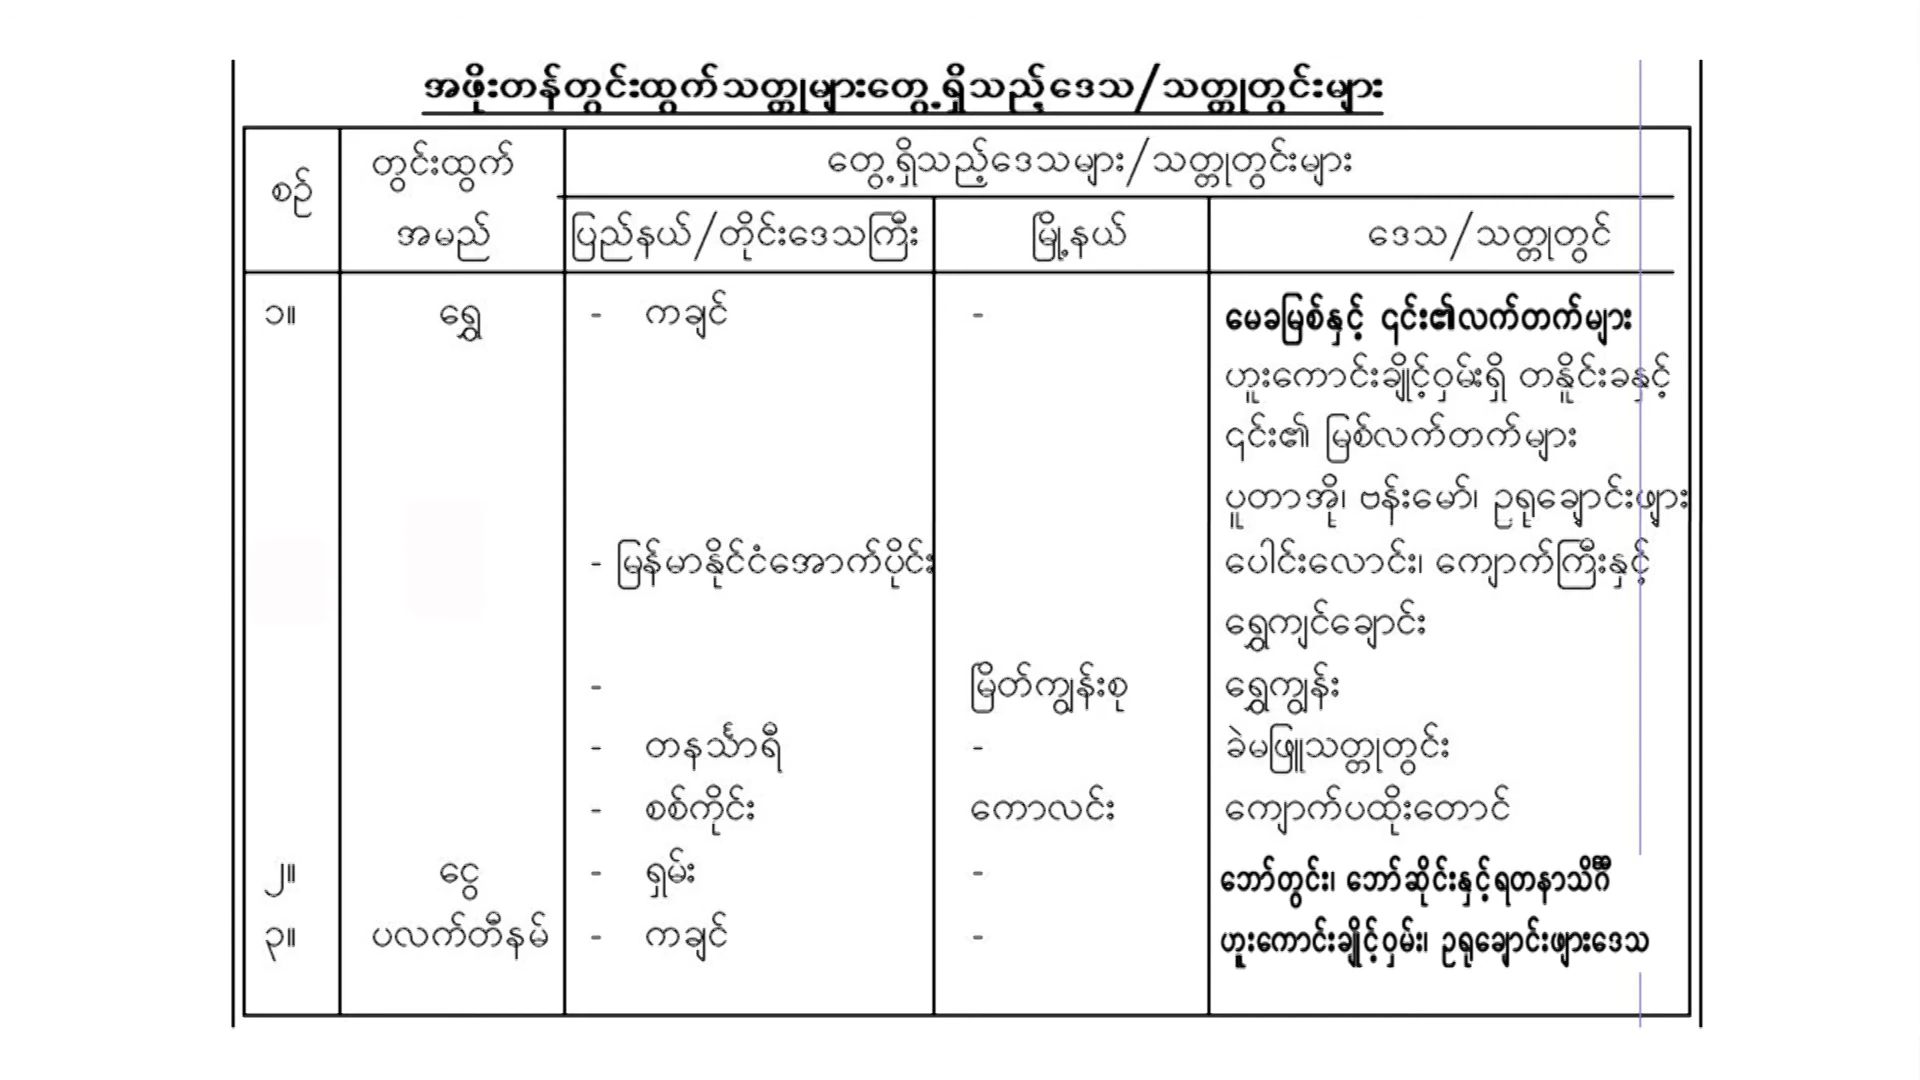 အဖိုးတန်တွင်းထွက်သတ္တုများတွေ့ရှိသည့်ဒေသ/သတ္တုတွင်းများ
စဉ် တွင်းထွက် အမည် တွေ့ရှိသည့်ဒေသများ/သတ္တုတွင်းများ
ပြည်နယ်/တိုင်းဒေသကြီး မြို့နယ် ဒေသ/သတ္တုတွင်
၁။ ရွှေ - ကချင် - မေခမြစ်နှင့် ၎င်း၏လက်တက်များ
ဟူးကောင်းချိုင့်ဝှမ်းရှိ တနိူင်းခနှင့်
၎င်း၏ မြစ်လက်တက်များ
ပူတာအို၊ ဗန်းမော်၊ ဥရုချောင်းဖျား
- မြန်မာနိုင်ငံအောက်ပိုင်း ပေါင်းလောင်း၊ ကျောက်ကြီးနှင့်
ရွှေကျင်ချောင်း
- မြိတ်ကျွန်းစု ရွှေကျွန်း
- တနင်္သာရီ - ခဲမဖြူသတ္တုတွင်း
- စစ်ကိုင်း ကောလင်း ကျောက်ပထိုးတောင်
၂။ ငွေ - ရှမ်း - ဘော်တွင်း၊ ဘော်ဆိုင်းနှင့်ရတနာသိင်္ဂီ
၃။ ပလက်တီနမ် - ကချင် - ဟူးကောင်းချိုင့်ဝှမ်း၊ ဥရုချောင်းဖျားဒေသ